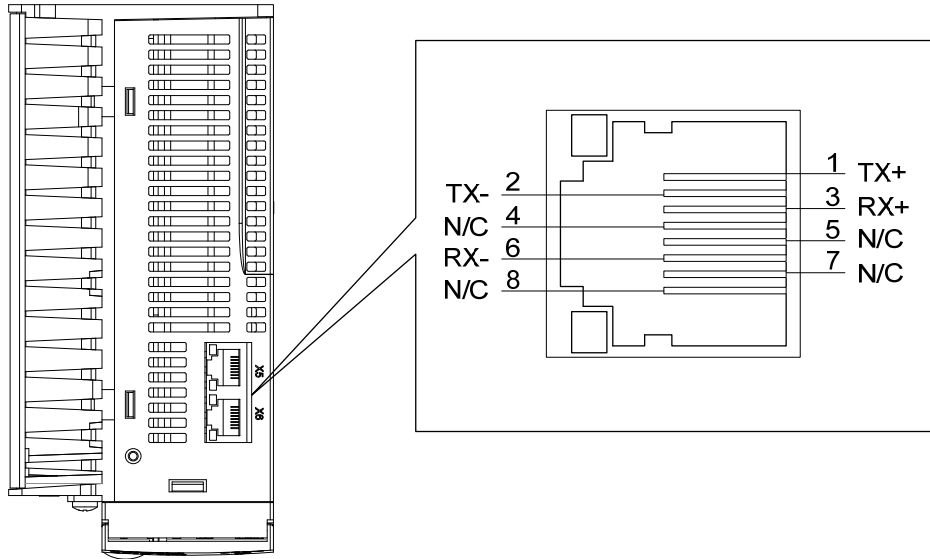 X5
X6
1 TX+
TX- 2
3 RX+
N/C 4
5 N/C
RX- 6
7 N/C
N/C 8